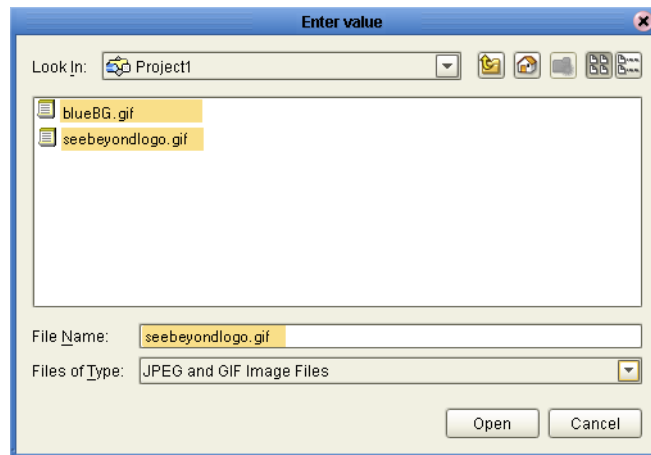 Enter value
Look In: Project1
blueBG.gif
seebeyondlogo.gif
File Name: seebeyondlogo.gif
Files of Type: JPEG and GIF Image Files
Open Cancel